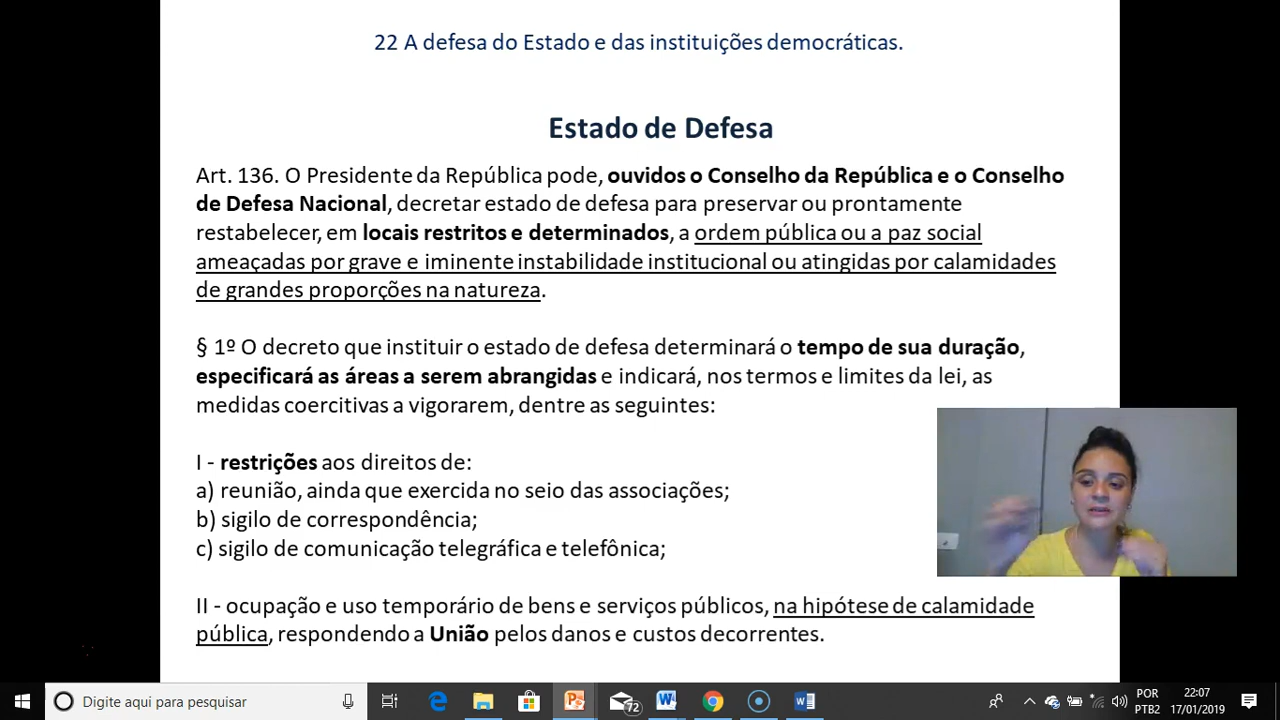 22 A defesa do Estado e das instituições democráticas.
Estado de Defesa
Art. 136. O Presidente da República pode, ouvidos o Conselho da República e o Conselho
de Defesa Nacional, decretar estado de defesa para preservar ou prontamente
restabelecer, em locais restritos e determinados, a ordem pública ou a paz social
ameaçadas por grave e iminente instabilidade institucional ou atingidas por calamidades
de grandes proporções na natureza.
§ 1º O decreto que instituir o estado de defesa determinará o tempo de sua duração,
especificará as áreas a serem abrangidas e indicará, nos termos e limites da lei, as
medidas coercitivas a vigorarem, dentre as seguintes:
I - restrições aos direitos de:
a) reunião, ainda que exercida no seio das associações;
b) sigilo de correspondência;
c) sigilo de comunicação telegráfica e telefônica;
II - ocupação e uso temporário de bens e serviços públicos, na hipótese de calamidade
pública, respondendo a União pelos danos e custos decorrentes.
Digite aqui para pesquisar
72
POR
PTB2
22:07
17/01/2019